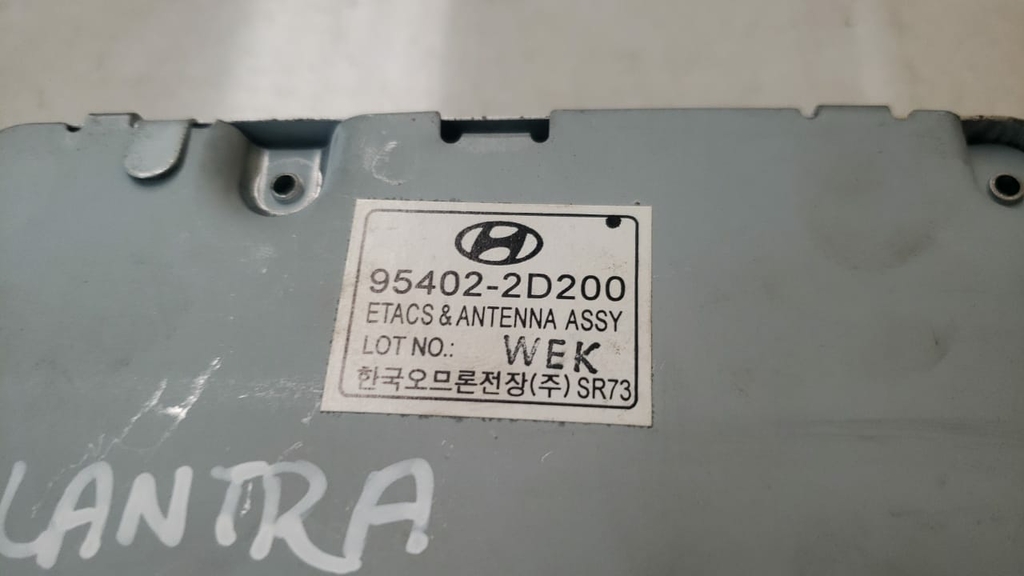 95402-2D200
ETACS & ANTENNA ASSY
LOT NO.: WEK
한국오므론전장(주) SR73
LANTRA